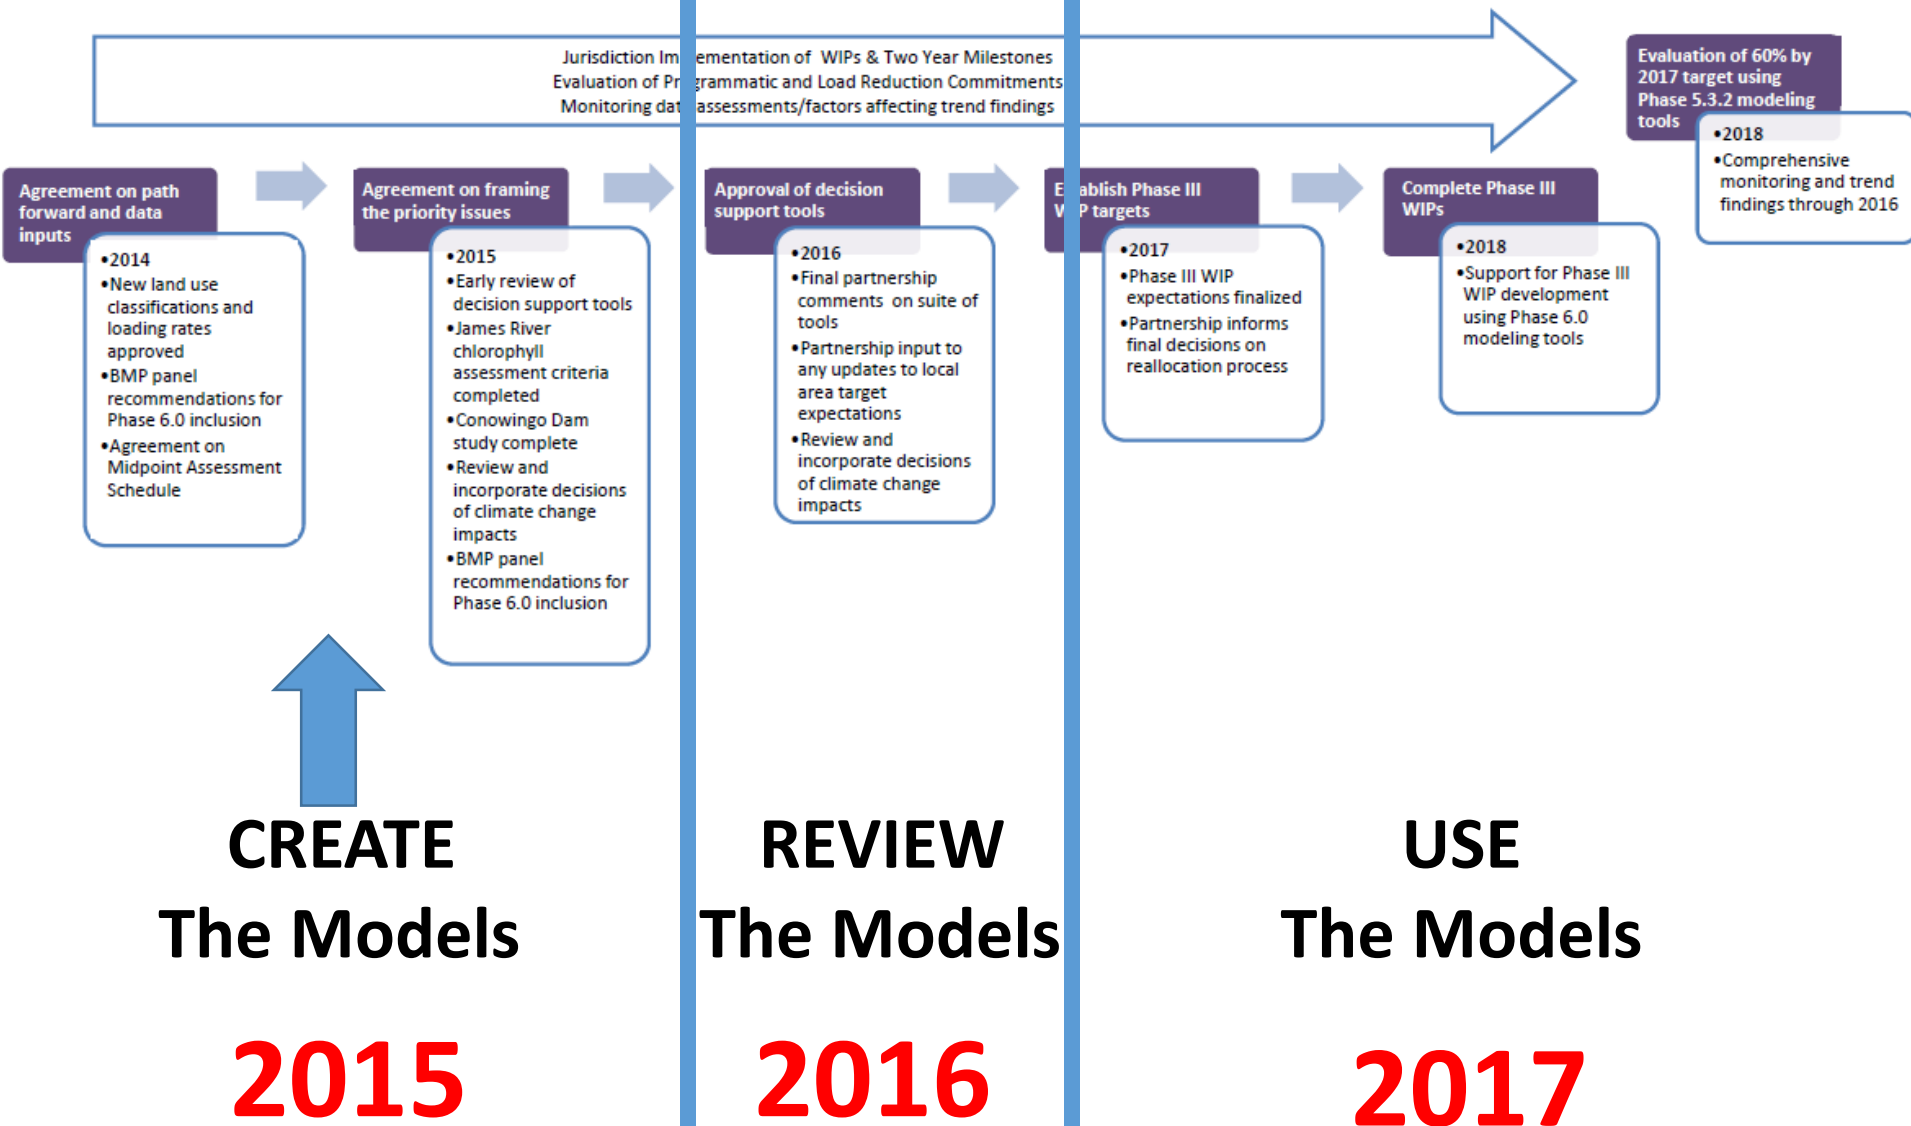 Jurisdiction Implementation of WIPs & Two Year Milestones
Evaluation of Programmatic and Load Reduction Commitments
Monitoring data assessments/factors affecting trend findings
Evaluation of 60% by
2017 target using
Phase 5.3.2 modeling
tools
•2018
•Comprehensive
monitoring and trend
findings through 2016
Agreement on path
forward and data
inputs
•2014
•New land use
classifications and
loading rates
approved
•BMP panel
recommendations for
Phase 6.0 inclusion
•Agreement on
Midpoint Assessment
Schedule
Agreement on framing
the priority issues
•2015
•Early review of
decision support tools
•James River
chlorophyll
assessment criteria
completed
•Conowingo Dam
study complete
•Review and
incorporate decisions
of climate change
impacts
•BMP panel
recommendations for
Phase 6.0 inclusion
Approval of decision
support tools
•2016
•Final partnership
comments on suite of
tools
•Partnership input to
any updates to local
area target
expectations
•Review and
incorporate decisions
of climate change
impacts
Establish Phase III
WIP targets
•2017
•Phase III WIP
expectations finalized
•Partnership informs
final decisions on
reallocation process
Complete Phase III
WIPs
•2018
•Support for Phase III
WIP development
using Phase 6.0
modeling tools
CREATE
The Models
2015
REVIEW
The Models
2016
USE
The Models
2017